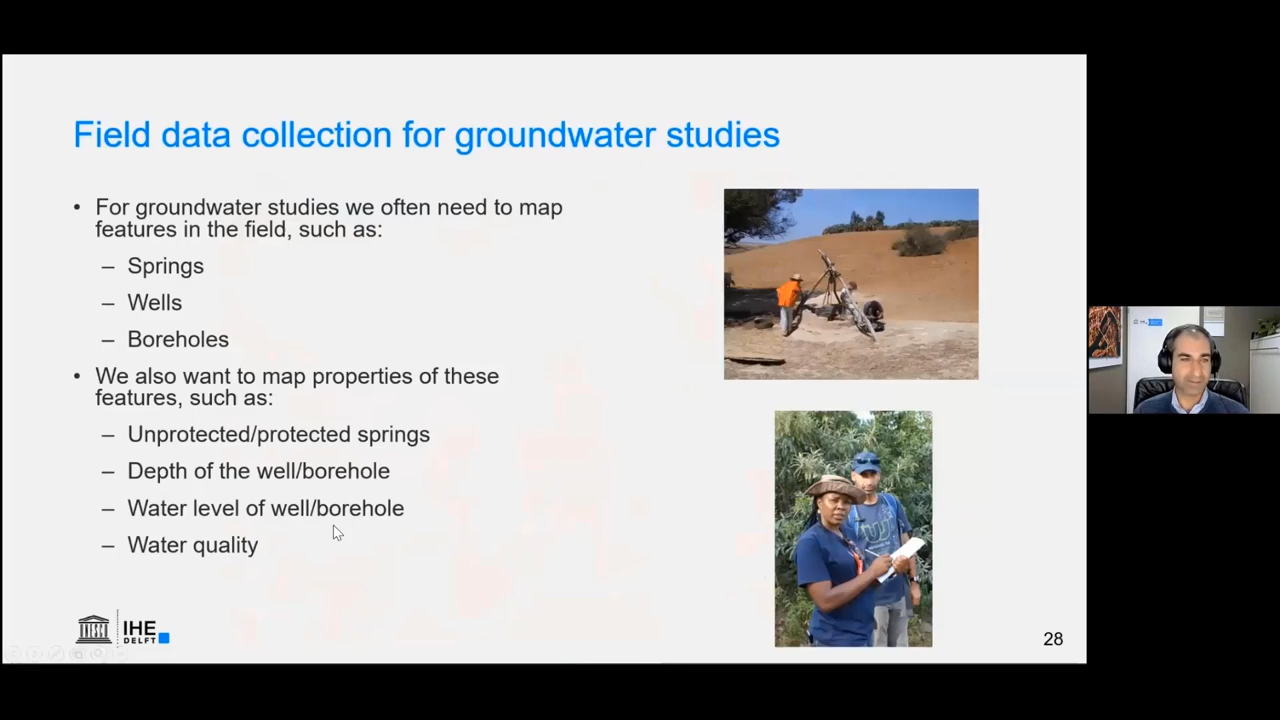 Field data collection for groundwater studies
• For groundwater studies we often need to map
features in the field, such as:
– Springs
– Wells
– Boreholes
• We also want to map properties of these
features, such as:
– Unprotected/protected springs
– Depth of the well/borehole
– Water level of well/borehole
– Water quality
UNESCO
IHE
DELFT
28